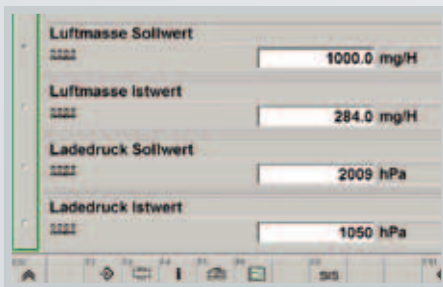 Luftmasse Sollwert
1000.0 mg/H
Luftmasse Istwert
284.0 mg/H
Ladedruck Sollwert
2009 hPa
Ladedruck Istwert
1050 hPa
SIS